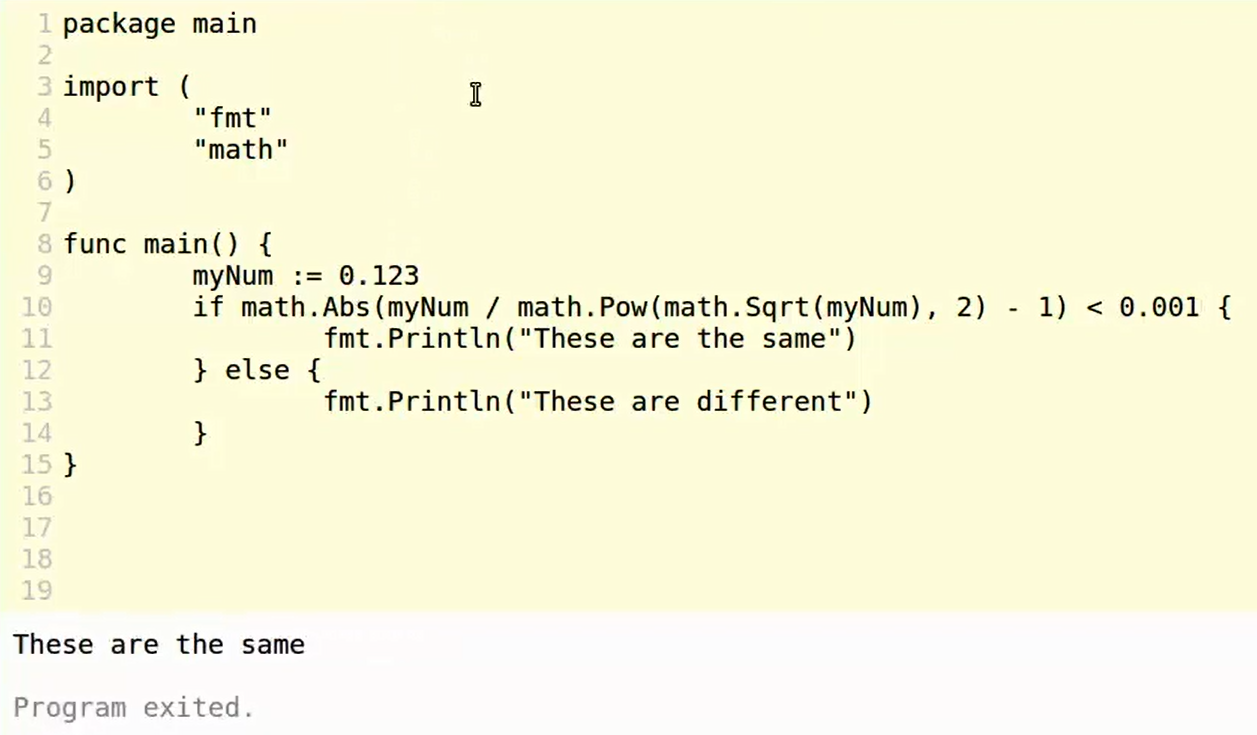 1 package main
2
3 import (
4         "fmt"
5         "math"
6 )
7
8 func main() {
9         myNum := 0.123
10         if math.Abs(myNum / math.Pow(math.Sqrt(myNum), 2) - 1) < 0.001 {
11                 fmt.Println("These are the same")
12         } else {
13                 fmt.Println("These are different")
14         }
15 }
16
17
18
19
These are the same
Program exited.